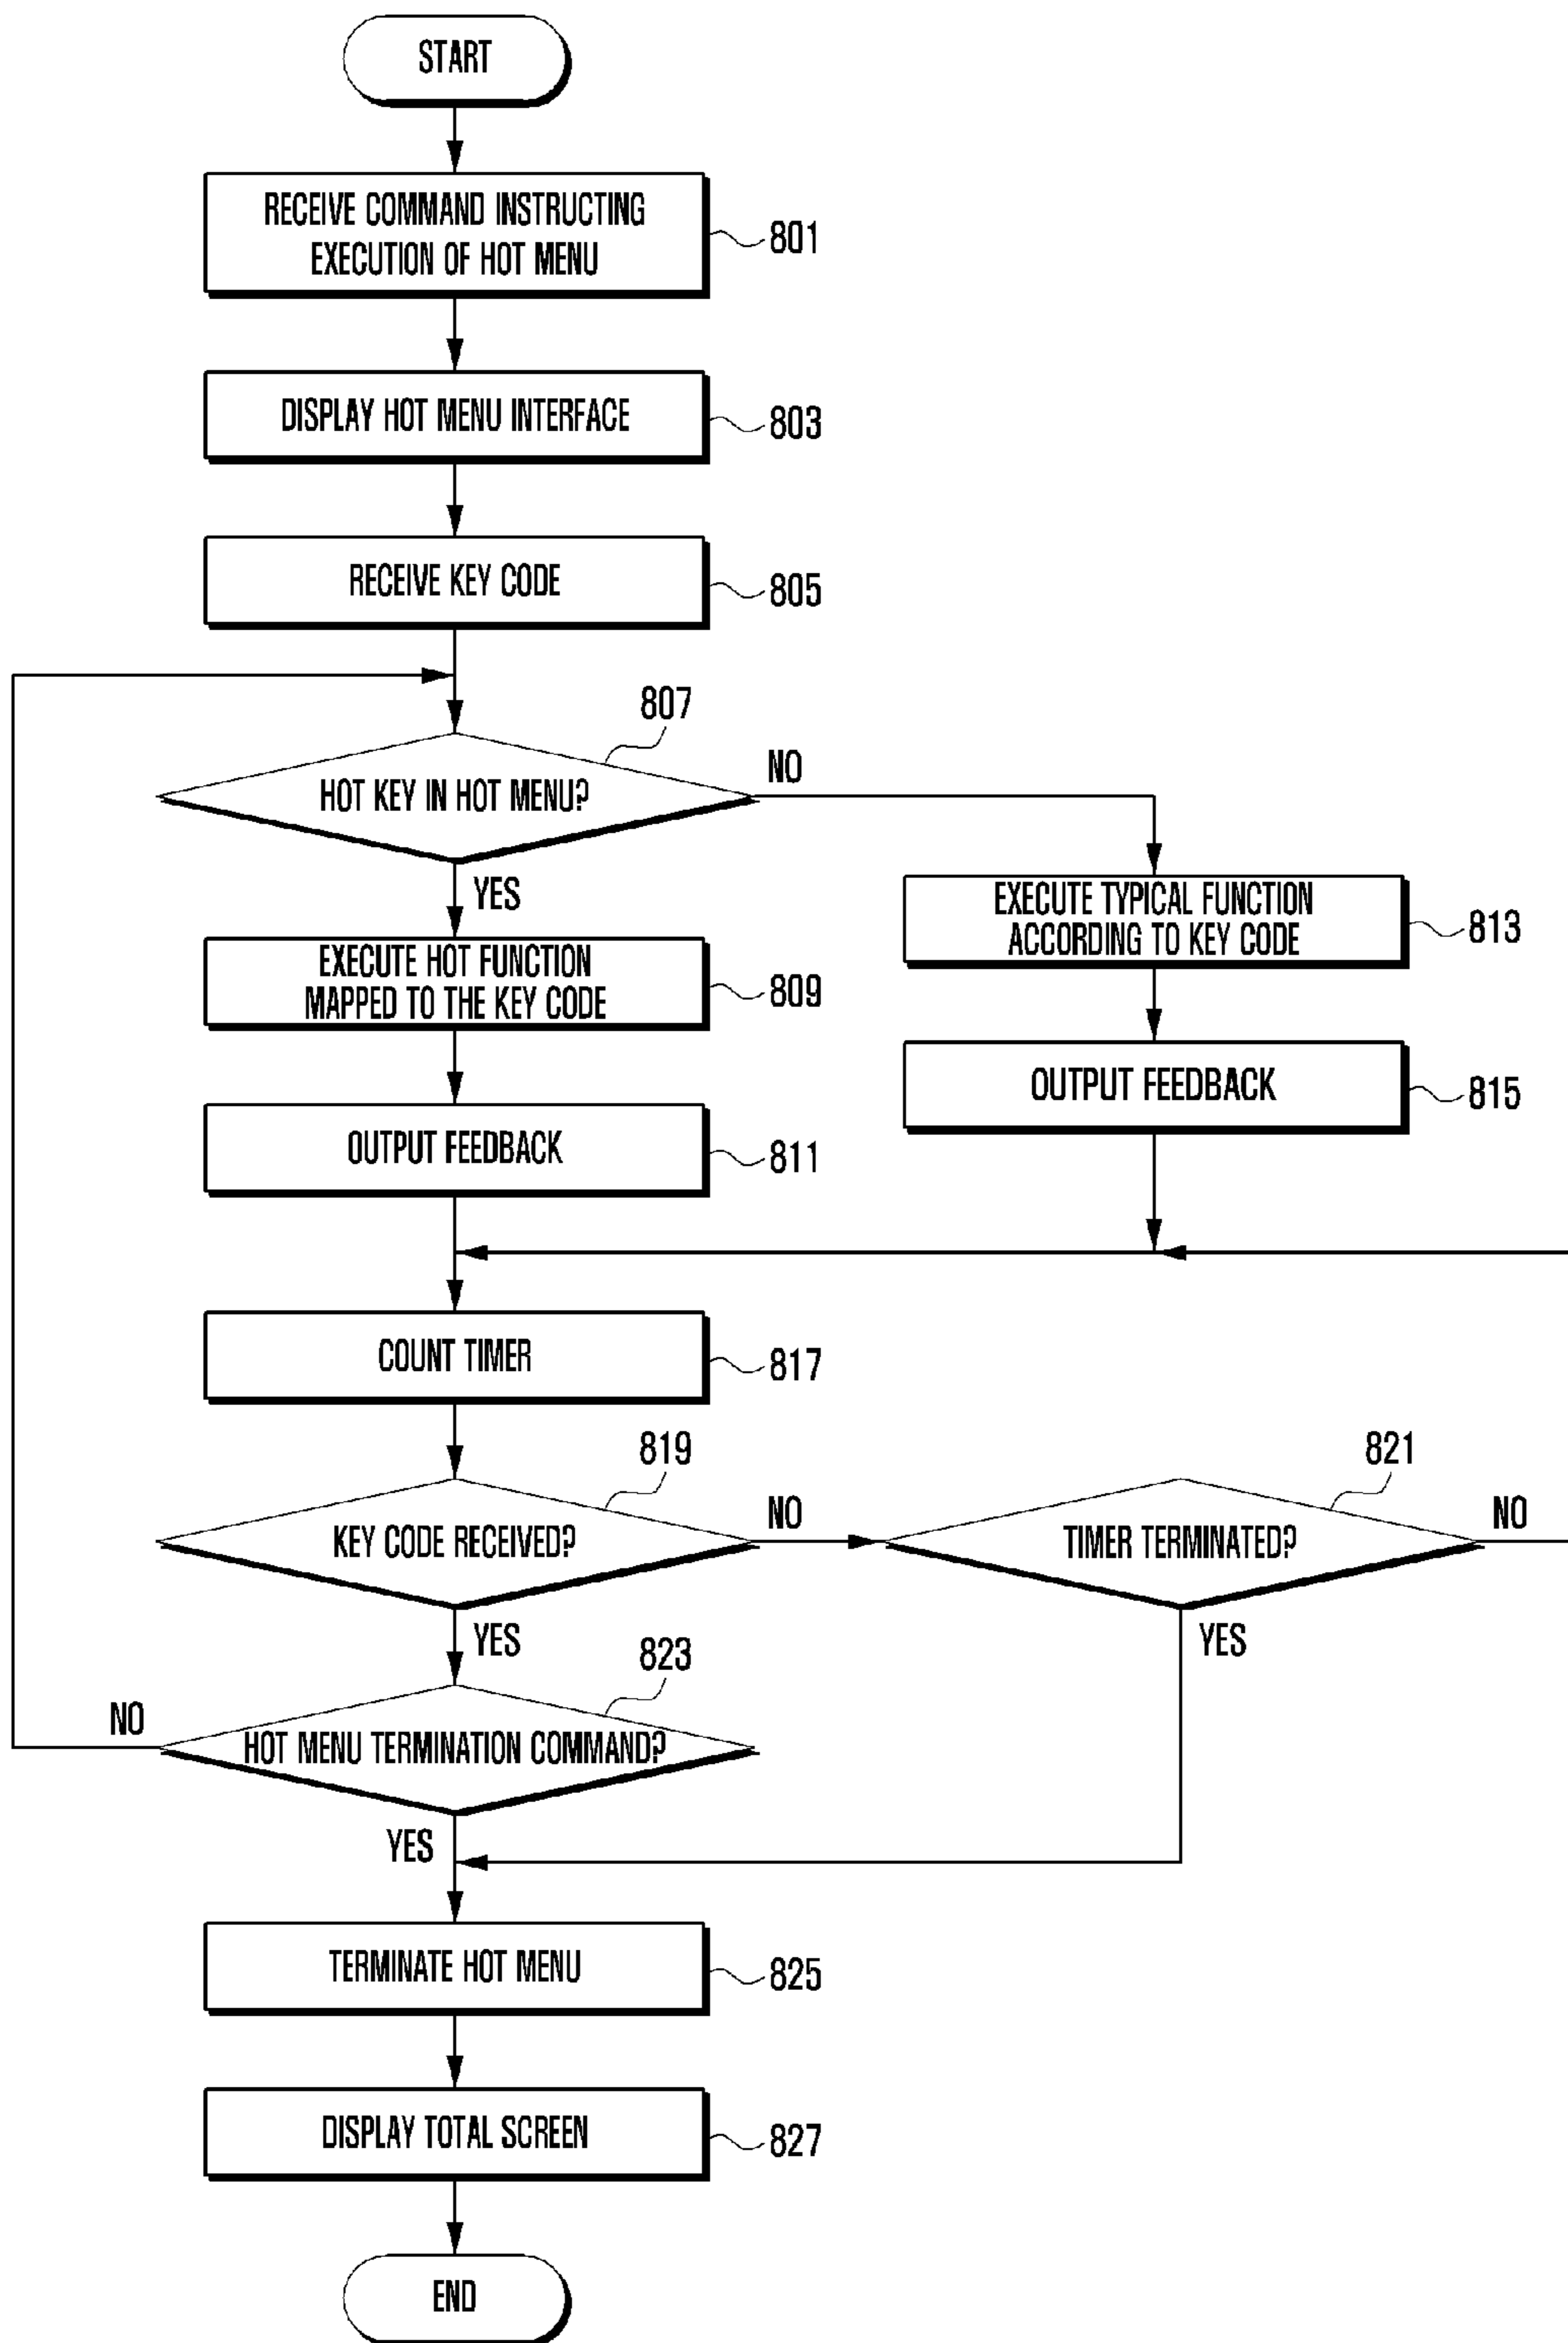 START
RECEIVE COMMAND INSTRUCTING
EXECUTION OF HOT MENU
801
DISPLAY HOT MENU INTERFACE
803
RECEIVE KEY CODE
805
807
HOT KEY IN HOT MENU?
NO
YES
EXECUTE TYPICAL FUNCTION
ACCORDING TO KEY CODE
813
EXECUTE HOT FUNCTION
MAPPED TO THE KEY CODE
809
OUTPUT FEEDBACK
815
OUTPUT FEEDBACK
811
COUNT TIMER
817
819
KEY CODE RECEIVED?
NO
821
TIMER TERMINATED?
NO
YES
YES
823
HOT MENU TERMINATION COMMAND?
NO
YES
TERMINATE HOT MENU
825
DISPLAY TOTAL SCREEN
827
END